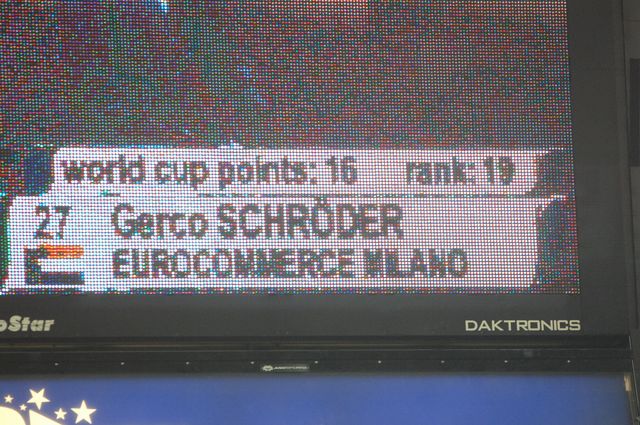 world cup points: 16 rank: 19
27 Gerco SCHRÖDER
EUROCOMMERCE MILANO
oStar DAKTRONICS